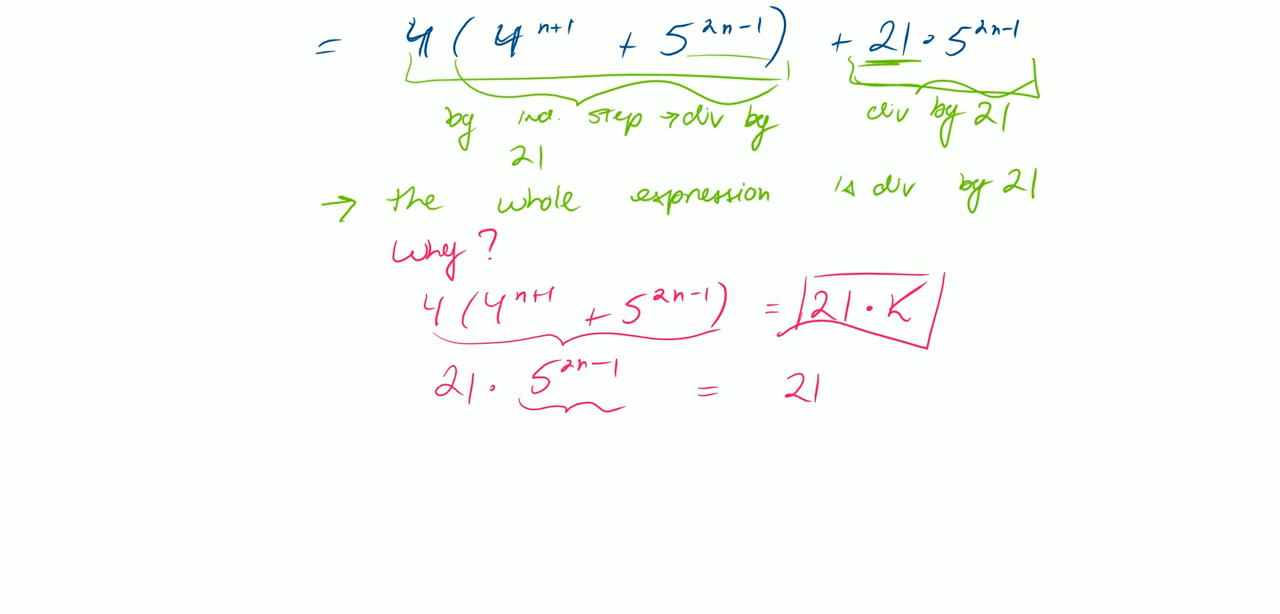 = 4(4^{n+1} + 5^{2n-1}) + 21 · 5^{2n-1}
by ind. step → div by div by 21
21
→ the whole expression is div by 21
Why?
4(4^{n+1} + 5^{2n-1}) = 21 · K
21 · 5^{2n-1} = 21